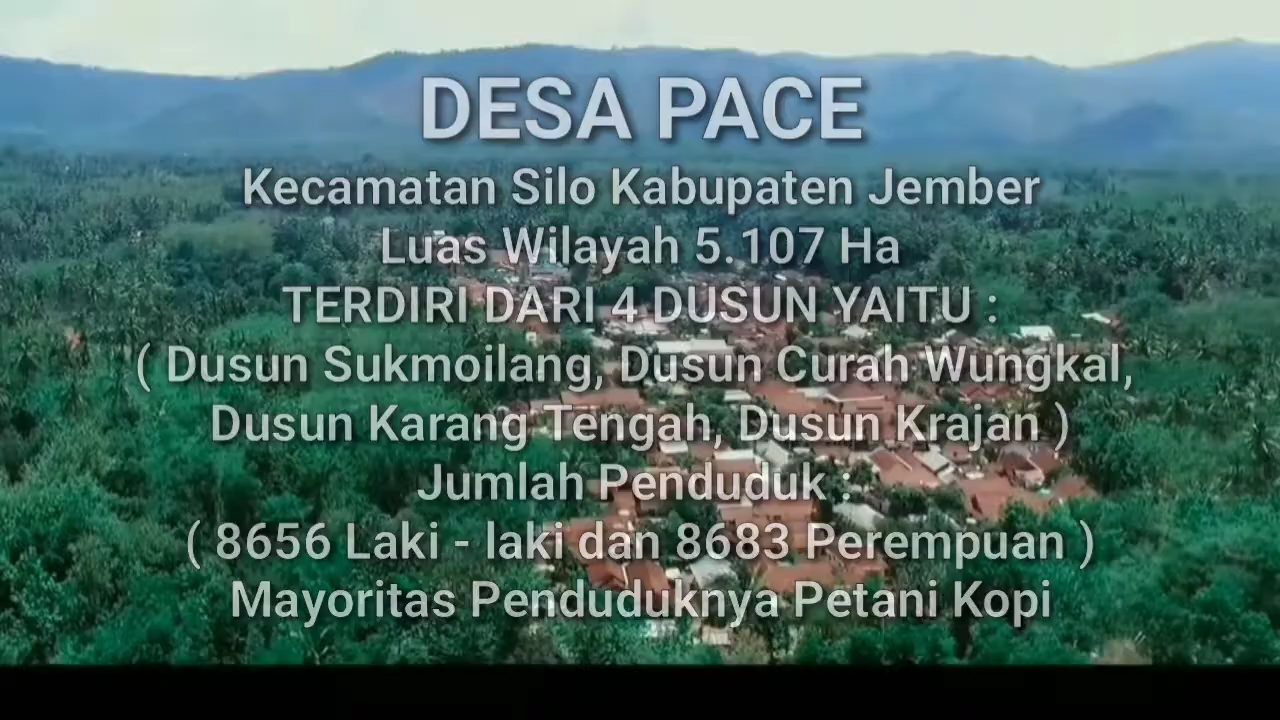 DESA PACE
Kecamatan Silo Kabupaten Jember
Luas Wilayah 5.107 Ha
TERDIRI DARI 4 DUSUN YAITU :
( Dusun Sukmoilang, Dusun Curah Wungkal,
Dusun Karang Tengah, Dusun Krajan )
Jumlah Penduduk :
( 8656 Laki - laki dan 8683 Perempuan )
Mayoritas Penduduknya Petani Kopi